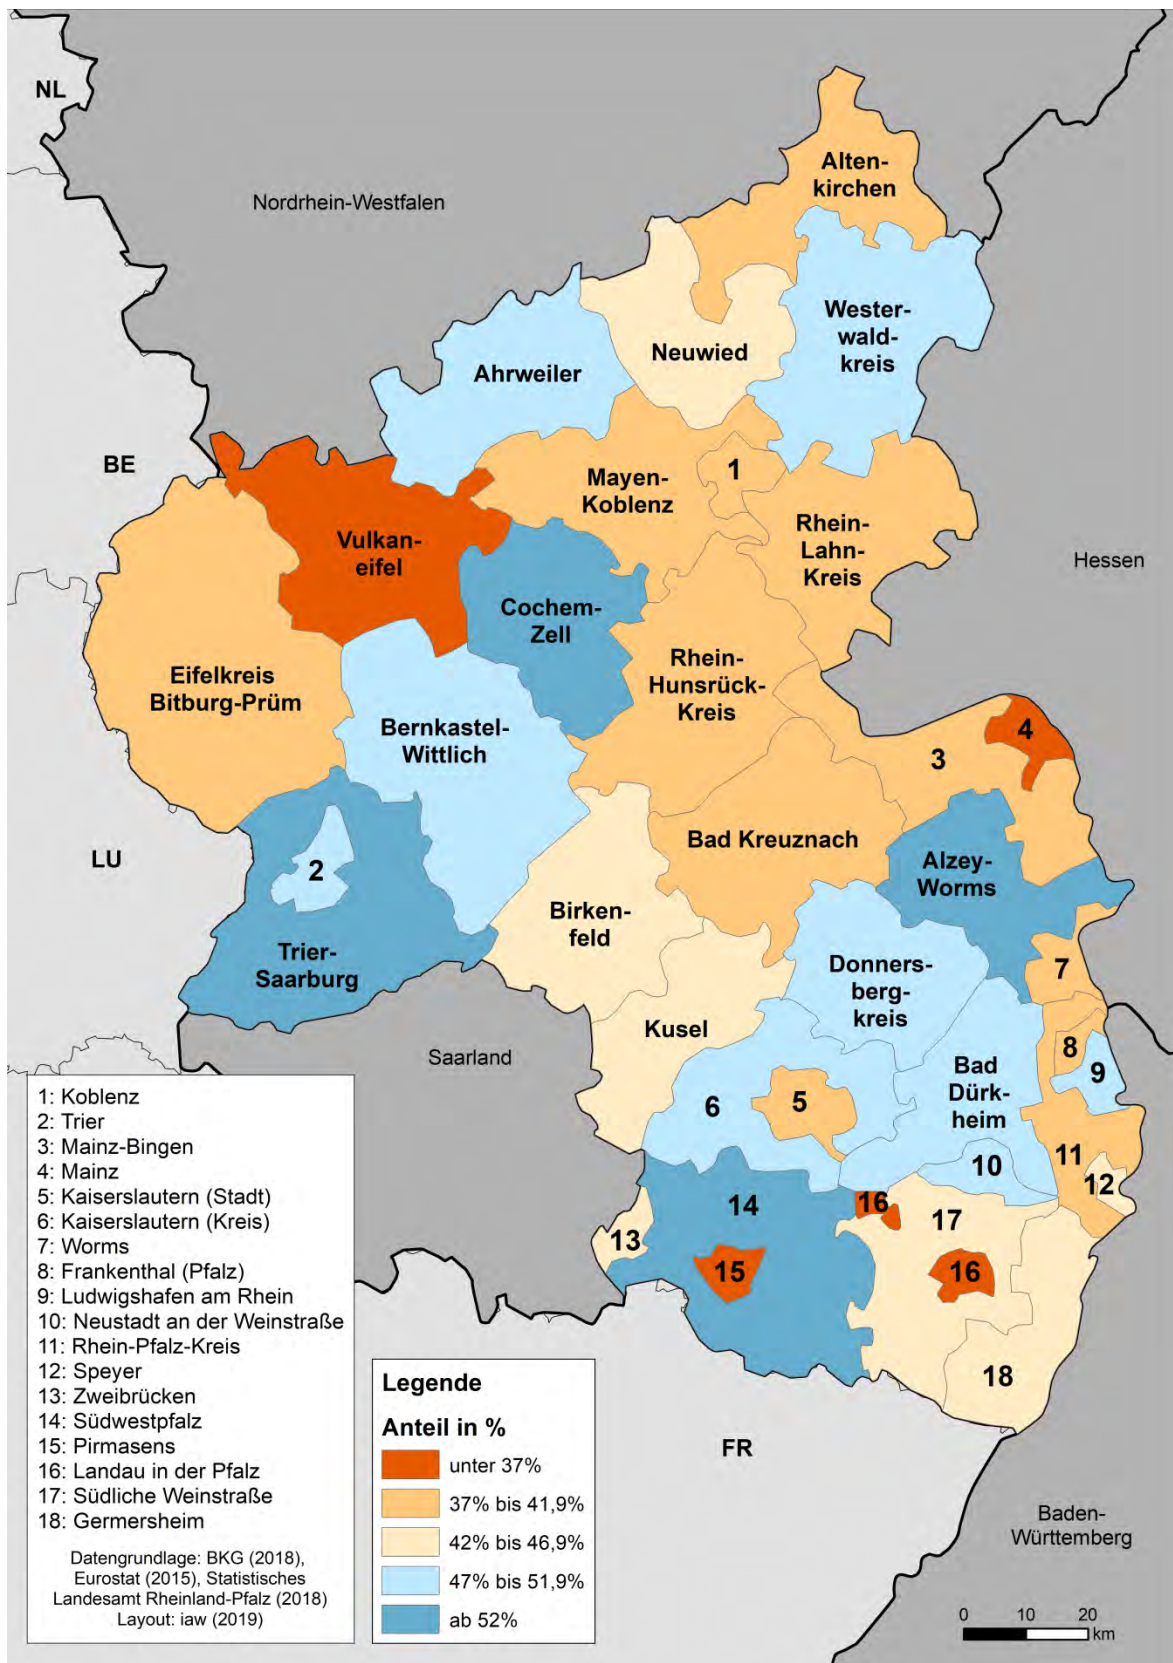 NL
Nordrhein-Westfalen
Alten-
kirchen
Wester-
wald-
kreis
Neuwied
Ahrweiler
BE
Mayen-
Koblenz
1
Rhein-
Lahn-
Kreis
Hessen
Vulkan-
eifel
Cochem-
Zell
Eifelkreis
Bitburg-Prüm
Rhein-
Hunsrück-
Kreis
Bernkastel-
Wittlich
3
4
LU
2
Bad Kreuznach
Alzey-
Worms
Birken-
feld
Trier-
Saarburg
Donners-
berg-
kreis
7
Kusel
Saarland
8
9
Bad
Dürk-
heim
6
5
10
11
12
14
16
17
13
15
16
18
1: Koblenz
2: Trier
3: Mainz-Bingen
4: Mainz
5: Kaiserslautern (Stadt)
6: Kaiserslautern (Kreis)
7: Worms
8: Frankenthal (Pfalz)
9: Ludwigshafen am Rhein
10: Neustadt an der Weinstraße
11: Rhein-Pfalz-Kreis
12: Speyer
13: Zweibrücken
14: Südwestpfalz
15: Pirmasens
16: Landau in der Pfalz
17: Südliche Weinstraße
18: Germersheim
Datengrundlage: BKG (2018),
Eurostat (2015), Statistisches
Landesamt Rheinland-Pfalz (2018)
Layout: iaw (2019)
Legende
Anteil in %
unter 37%
37% bis 41,9%
42% bis 46,9%
47% bis 51,9%
ab 52%
FR
Baden-
Württemberg
0 10 20
km